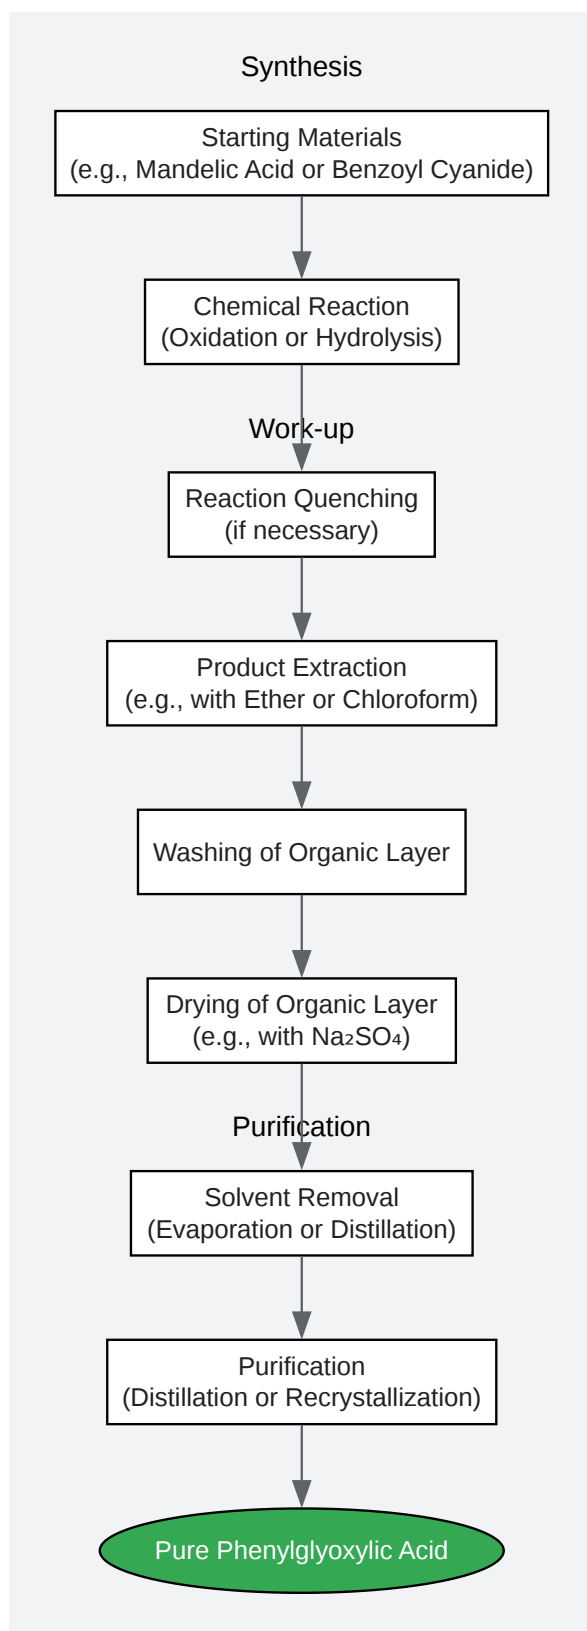 Synthesis
Starting Materials
(e.g., Mandelic Acid or Benzoyl Cyanide)
Chemical Reaction
(Oxidation or Hydrolysis)
Work-up
Reaction Quenching
(if necessary)
Product Extraction
(e.g., with Ether or Chloroform)
Washing of Organic Layer
Drying of Organic Layer
(e.g., with Na₂SO₄)
Purification
Solvent Removal
(Evaporation or Distillation)
Purification
(Distillation or Recrystallization)
Pure Phenylglyoxylic Acid